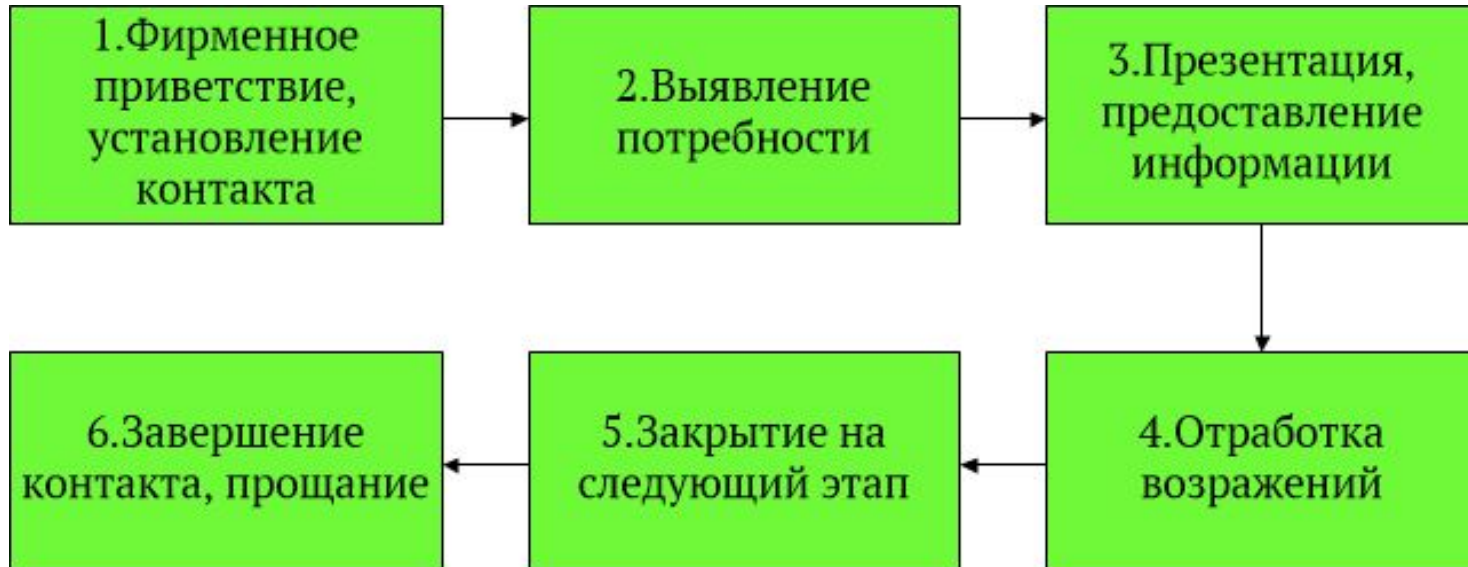 1.Фирменное
приветствие,
установление
контакта
2.Выявление
потребности
3.Презентация,
предоставление
информации
4.Отработка
возражений
5.Закрытие на
следующий этап
6.Завершение
контакта, прощание